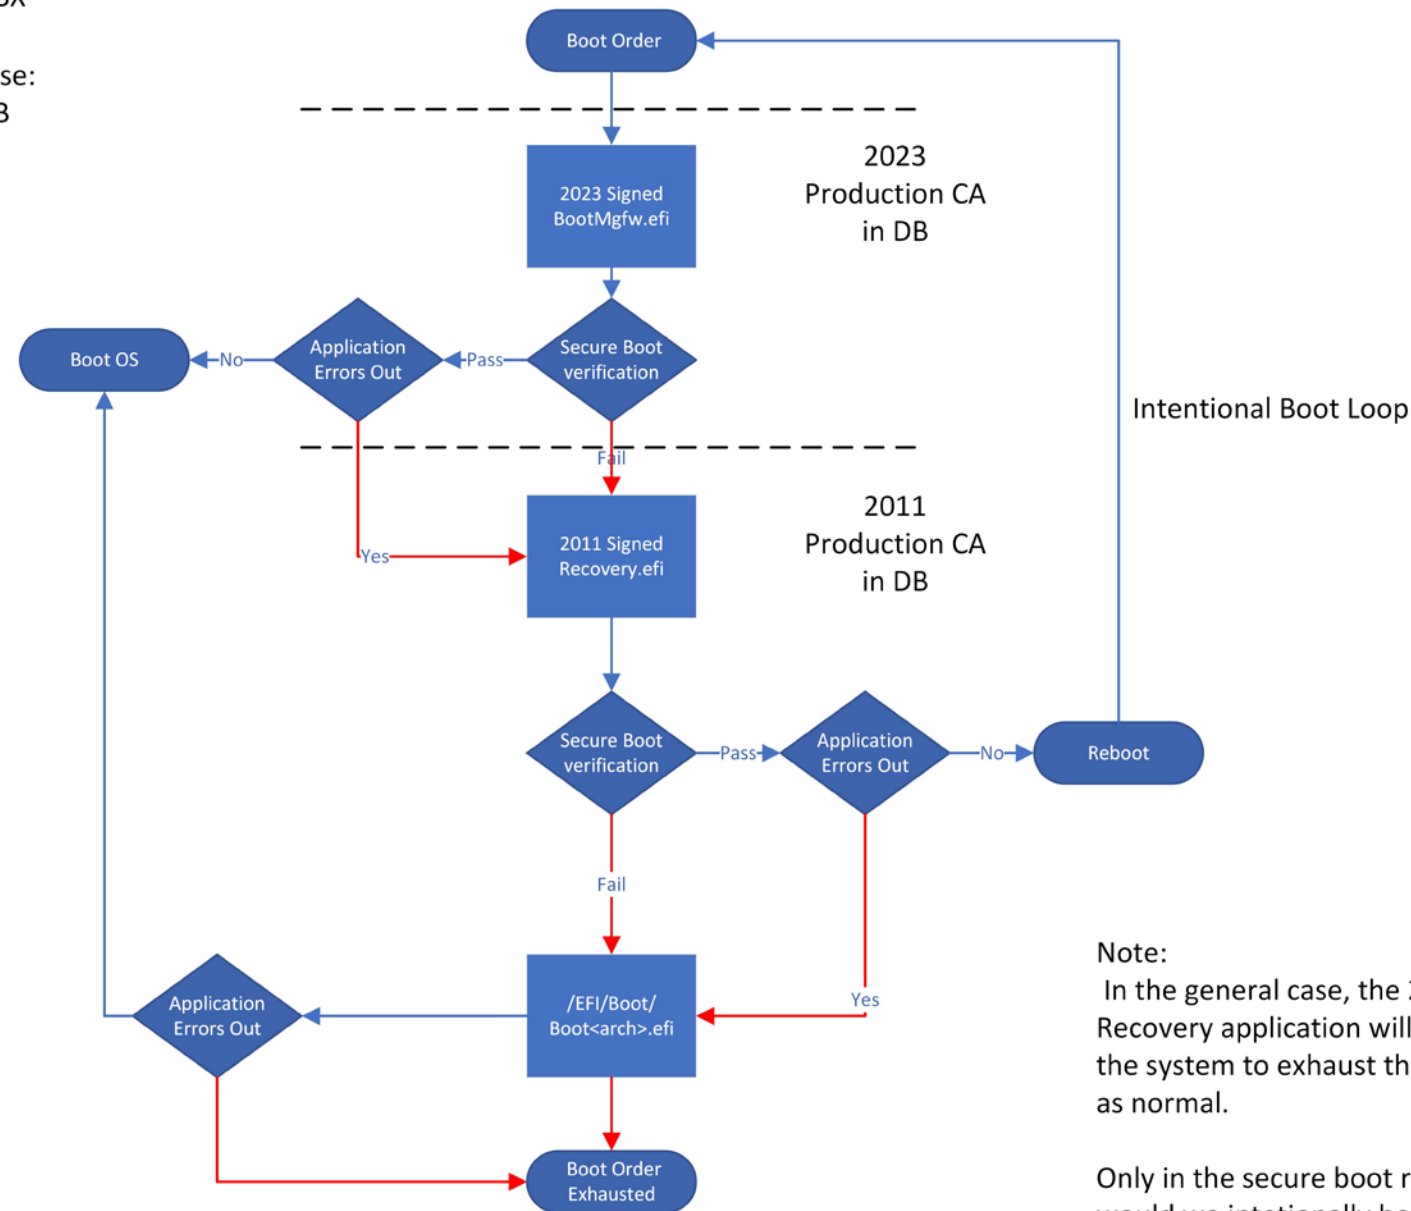 se:
Boot Order
2023 Signed
BootMgfw.efi
2023
Production CA
in DB
Boot OS
No
Application
Errors Out
Pass
Secure Boot
verification
Intentional Boot Loop
Fail
Yes
2011 Signed
Recovery.efi
2011
Production CA
in DB
Secure Boot
verification
Pass
Application
Errors Out
No
Reboot
Fail
Yes
Application
Errors Out
/EFI/Boot/
Boot<arch>.efi
Boot Order
Exhausted
Note:
In the general case, the
Recovery application will
the system to exhaust th
as normal.
Only in the secure boot r